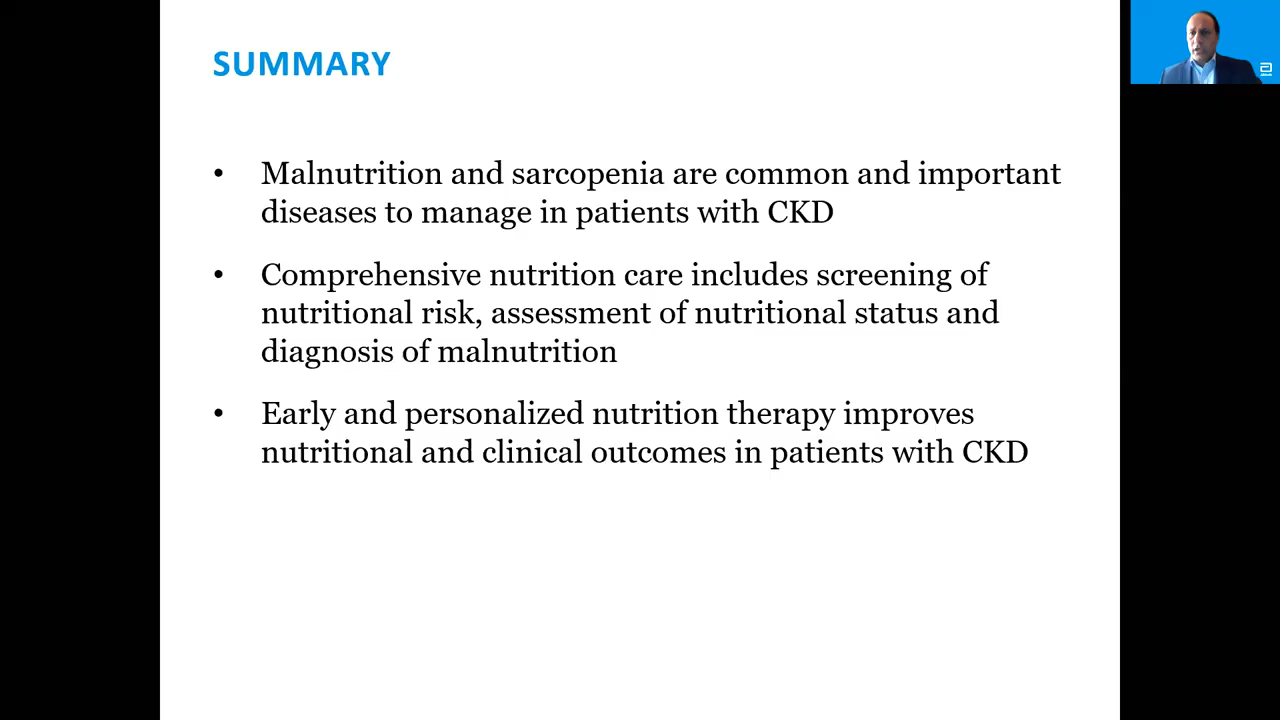 SUMMARY
• Malnutrition and sarcopenia are common and important
diseases to manage in patients with CKD
• Comprehensive nutrition care includes screening of
nutritional risk, assessment of nutritional status and
diagnosis of malnutrition
• Early and personalized nutrition therapy improves
nutritional and clinical outcomes in patients with CKD